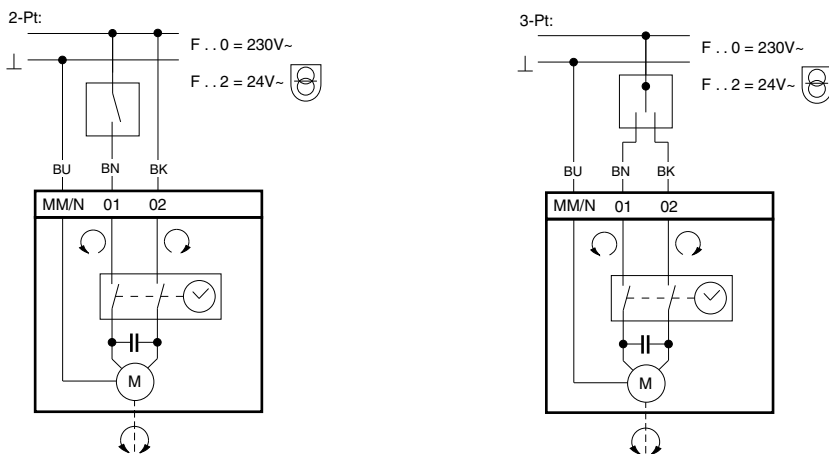 2-Pt:
F . . 0 = 230V~
⊥
F . . 2 = 24V~
BU BN BK
MM/N 01 02
M
3-Pt:
F . . 0 = 230V~
⊥
F . . 2 = 24V~
BU BN BK
MM/N 01 02
M